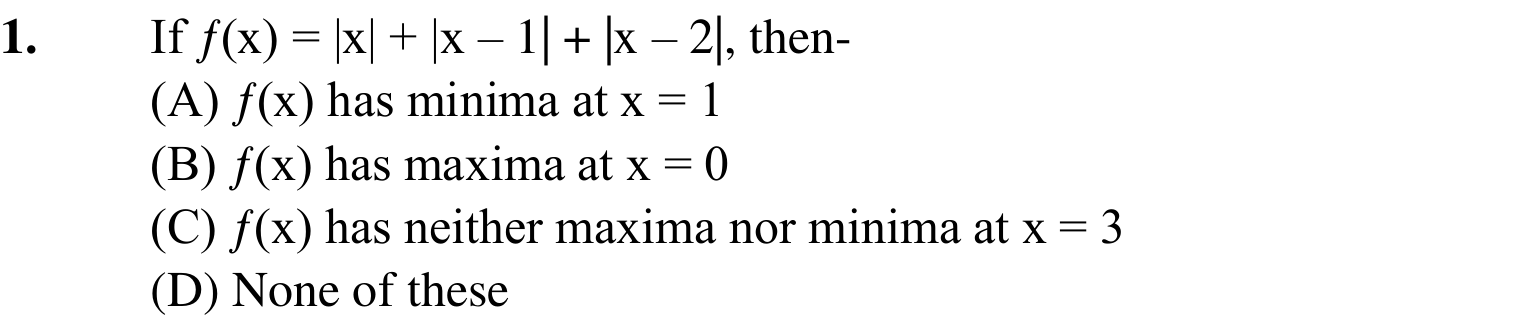 1. If f(x) = |x| + |x – 1| + |x – 2|, then-
(A) f(x) has minima at x = 1
(B) f(x) has maxima at x = 0
(C) f(x) has neither maxima nor minima at x = 3
(D) None of these